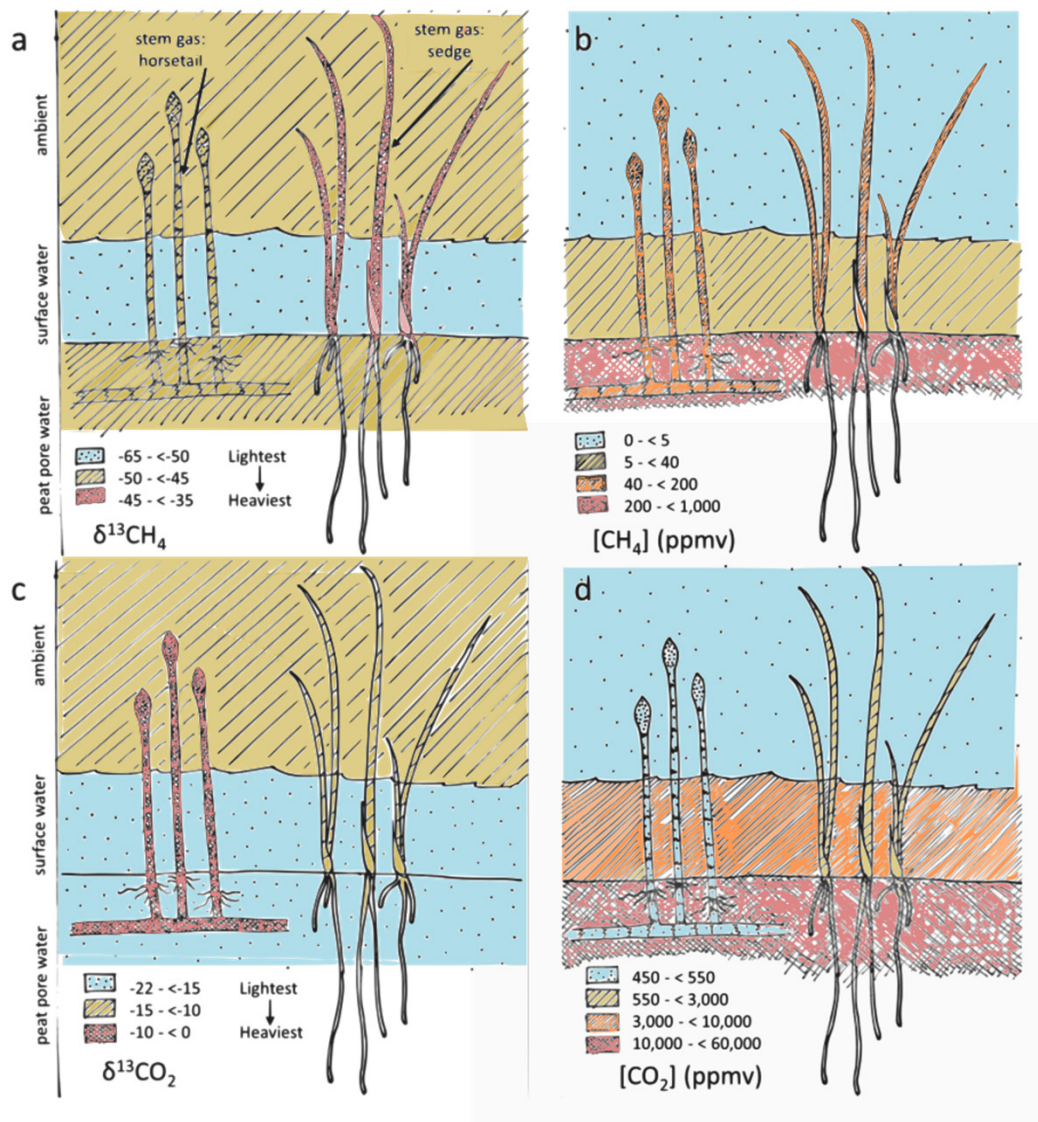 a
stem gas:
horsetail
stem gas:
sedge
ambient
surface water
peat pore water
-65 - <-50
-50 - <-45
-45 - <-35
Lightest
Heaviest
δ¹³CH₄
b
0 - < 5
5 - < 40
40 - < 200
200 - < 1,000
[CH₄] (ppmv)
c
ambient
surface water
peat pore water
-22 - <-15
-15 - <-10
-10 - < 0
Lightest
Heaviest
δ¹³CO₂
d
450 - < 550
550 - < 3,000
3,000 - < 10,000
10,000 - < 60,000
[CO₂] (ppmv)